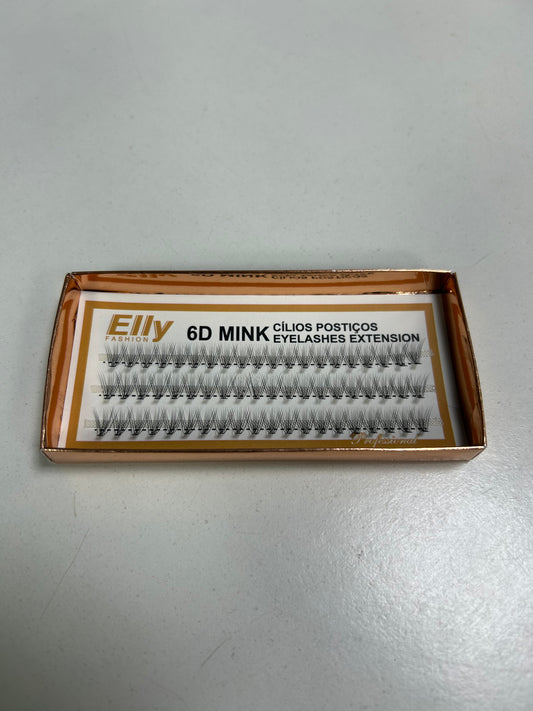 Elly
FASHION
6D MINK
CÍLIOS POSTIÇOS
EYELASHES EXTENSION
Professional